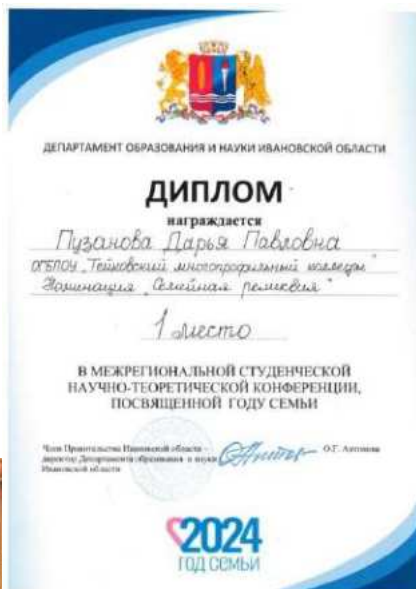 ДЕПАРТАМЕНТ ОБРАЗОВАНИЯ И НАУКИ ИВАНОВСКОЙ ОБЛАСТИ
ДИПЛОМ
награждается
Пузанова Дарья Павловна
ОГБПОУ "Тейковский многопрофильный колледж"
Номинация "Семейная реликвия"
1 место
В МЕЖРЕГИОНАЛЬНОЙ СТУДЕНЧЕСКОЙ
НАУЧНО-ТЕОРЕТИЧЕСКОЙ КОНФЕРЕНЦИИ,
ПОСВЯЩЕННОЙ ГОДУ СЕМЬИ
Член Правительства Ивановской области –
директор Департамента образования и науки
Ивановской области
О.Г. Антонова
2024
ГОД СЕМЬИ